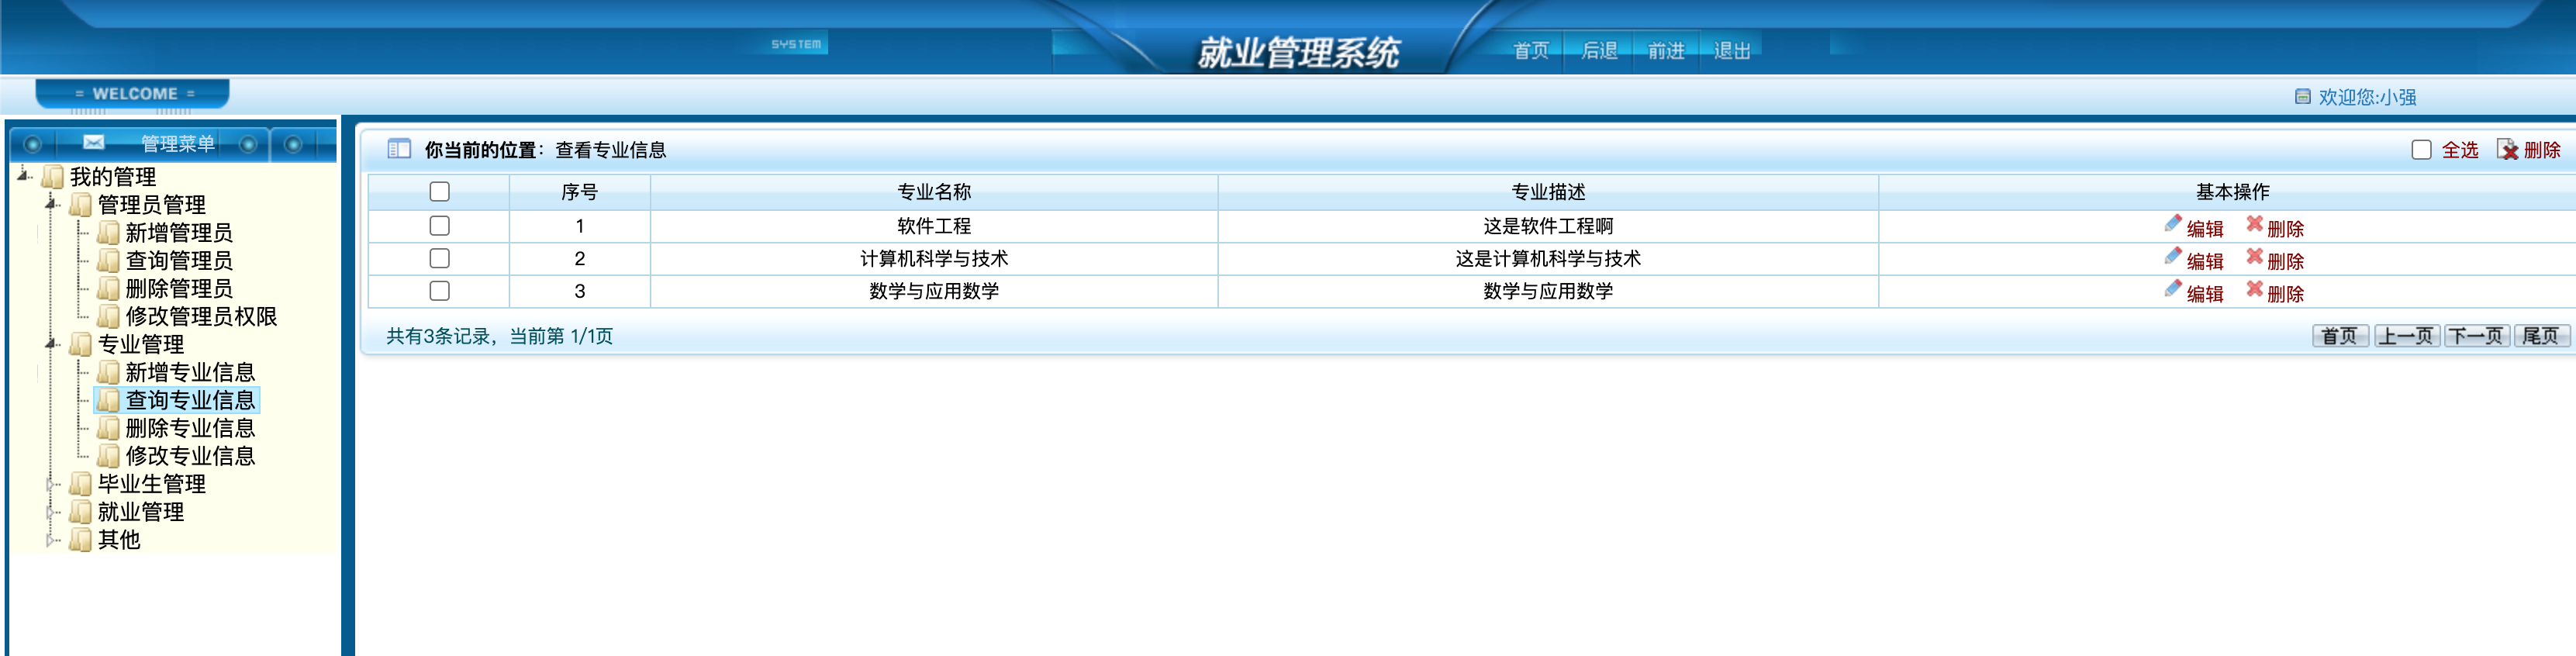 SYSTEM
就业管理系统
首页 后退 前进 退出
= WELCOME =
欢迎您:小强
管理菜单
我的管理
管理员管理
新增管理员
查询管理员
删除管理员
修改管理员权限
专业管理
新增专业信息
查询专业信息
删除专业信息
修改专业信息
毕业生管理
就业管理
其他
你当前的位置：查看专业信息
全选 删除
序号 专业名称 专业描述 基本操作
1 软件工程 这是软件工程啊 编辑 删除
2 计算机科学与技术 这是计算机科学与技术 编辑 删除
3 数学与应用数学 数学与应用数学 编辑 删除
共有3条记录，当前第 1/1页
首页 上一页 下一页 尾页